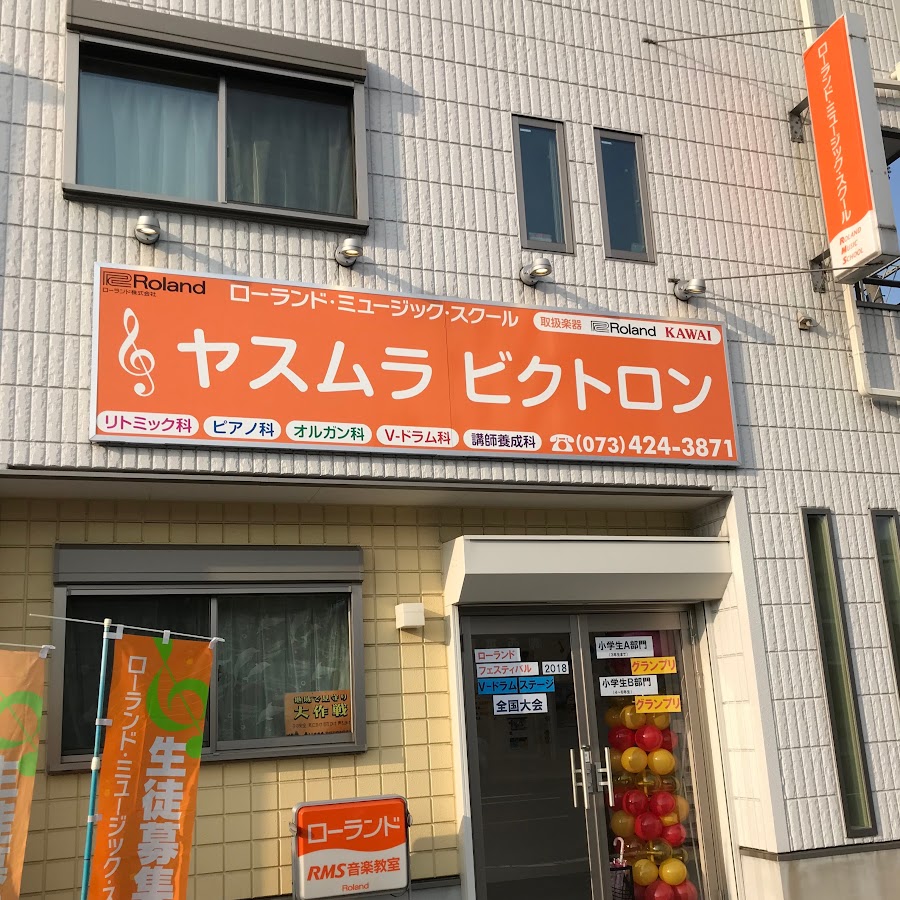 ローランド・ミュージック・スクール
ROLAND
MUSIC
SCHOOL
Roland
ローランド株式会社
ローランド・ミュージック・スクール
取扱楽器 Roland KAWAI
ヤスムラ ビクトロン
リトミック科 ピアノ科 オルガン科 V-ドラム科 講師養成科 ☎(073)424-3871
ローランド
フェスティバル 2018
V-ドラムステージ
全国大会
小学生A部門
グランプリ
小学生B部門
グランプリ
大作戦
ローランド・ミュージック・ス
生徒募集
ローランド
RMS音楽教室
Roland